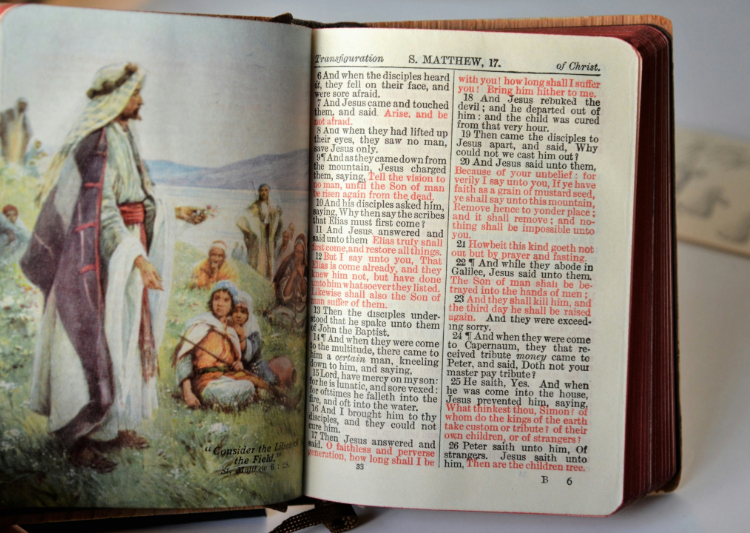 "Consider the Lilies of
the Field."
S. Matthew 6: 28.
Transfiguration S. MATTHEW, 17. of Christ.
6 And when the disciples heard
it, they fell on their face, and
were sore afraid.
7 And Jesus came and touched
them, and said, Arise, and be
not afraid.
8 And when they had lifted up
their eyes, they saw no man,
save Jesus only.
9 ¶ And as they came down from
the mountain, Jesus charged
them, saying, Tell the vision to
no man, until the Son of man
be risen again from the dead.
10 And his disciples asked him,
saying, Why then say the scribes
that Elias must first come?
11 And Jesus answered and
said unto them Elias truly shall
first come, and restore all things.
12 But I say unto you, That
Elias is come already, and they
knew him not, but have done
unto him whatsoever they listed.
Likewise shall also the Son of
man suffer of them.
13 Then the disciples under-
stood that he spake unto them
of John the Baptist.
14 ¶ And when they were come
to the multitude, there came to
him a certain man, kneeling
down to him, and saying,
15 Lord, have mercy on my son:
for he is lunatic, and sore vexed:
for ofttimes he falleth into the
fire, and oft into the water.
16 And I brought him to thy
disciples, and they could not
cure him.
17 Then Jesus answered and
said, O faithless and perverse
generation, how long shall I be
33
with you? how long shall I suffer
you? Bring him hither to me.
18 And Jesus rebuked the
devil; and he departed out of
him: and the child was cured
from that very hour.
19 Then came the disciples to
Jesus apart, and said, Why
could not we cast him out?
20 And Jesus said unto them,
Because of your unbelief: for
verily I say unto you, If ye have
faith as a grain of mustard seed,
ye shall say unto this mountain,
Remove hence to yonder place;
and it shall remove; and no-
thing shall be impossible unto
you.
21 Howbeit this kind goeth not
out but by prayer and fasting.
22 ¶ And while they abode in
Galilee, Jesus said unto them,
The Son of man shall be be-
trayed into the hands of men;
23 And they shall kill him, and
the third day he shall be raised
again. And they were exceed-
ing sorry.
24 ¶ And when they were come
to Capernaum, they that re-
ceived tribute money came to
Peter, and said, Doth not your
master pay tribute?
25 He saith, Yes. And when
he was come into the house,
Jesus prevented him, saying,
What thinkest thou, Simon? of
whom do the kings of the earth
take custom or tribute? of their
own children, or of strangers?
26 Peter saith unto him, Of
strangers. Jesus saith unto
him, Then are the children free.
B 6